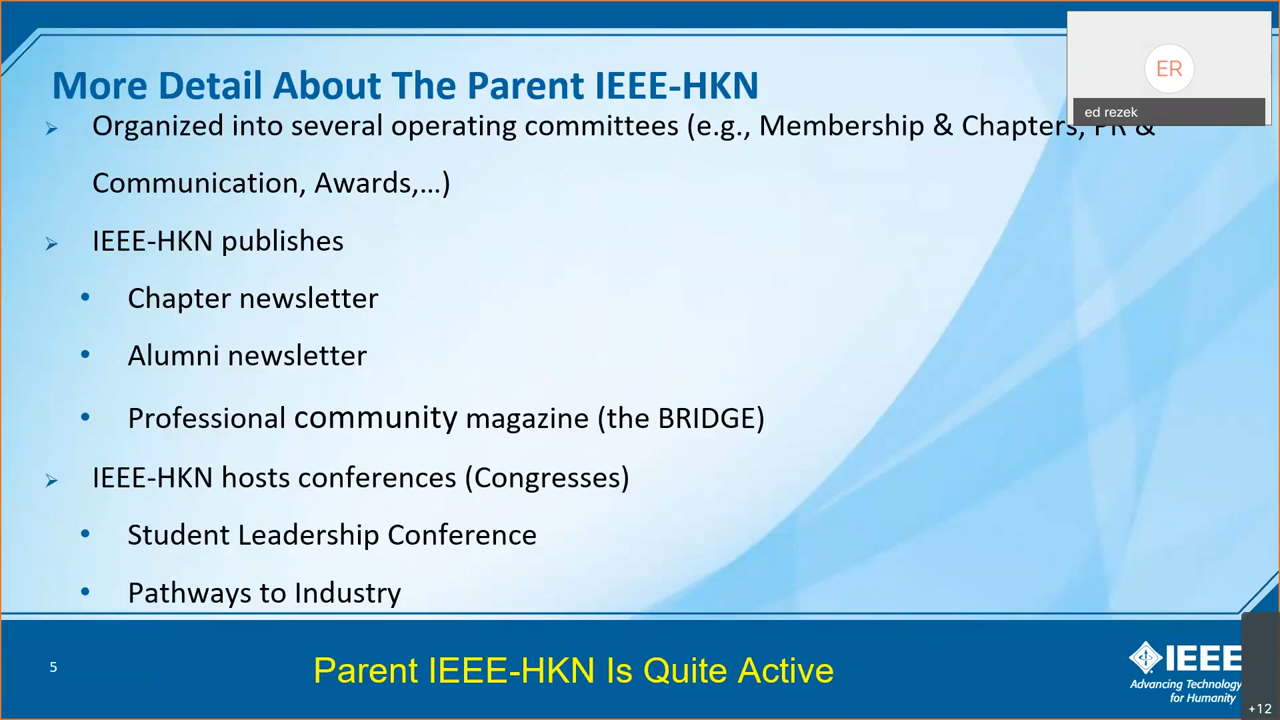 More Detail About The Parent IEEE-HKN
ER
ed rezek
Organized into several operating committees (e.g., Membership & Chapters, PR &
Communication, Awards,...)
IEEE-HKN publishes
Chapter newsletter
Alumni newsletter
Professional community magazine (the BRIDGE)
IEEE-HKN hosts conferences (Congresses)
Student Leadership Conference
Pathways to Industry
5
Parent IEEE-HKN Is Quite Active
IEEE
Advancing Technology
for Humanity
+12